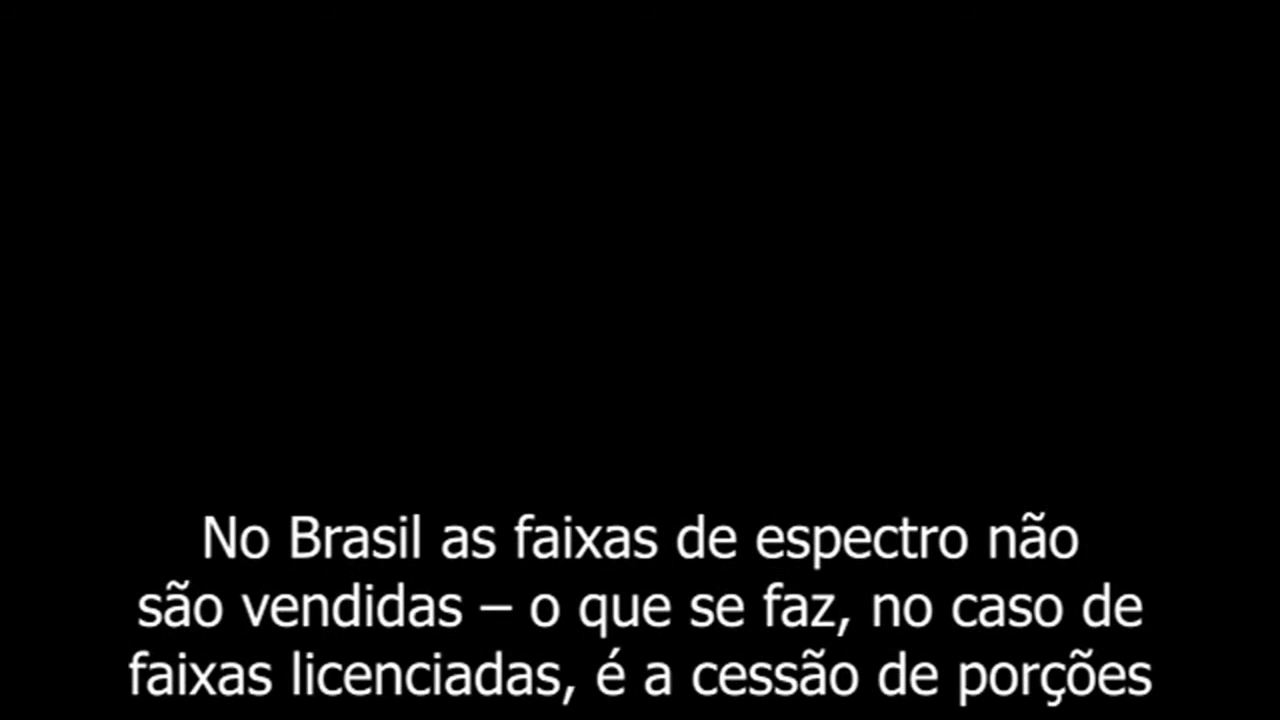 No Brasil as faixas de espectro não
são vendidas – o que se faz, no caso de
faixas licenciadas, é a cessão de porções